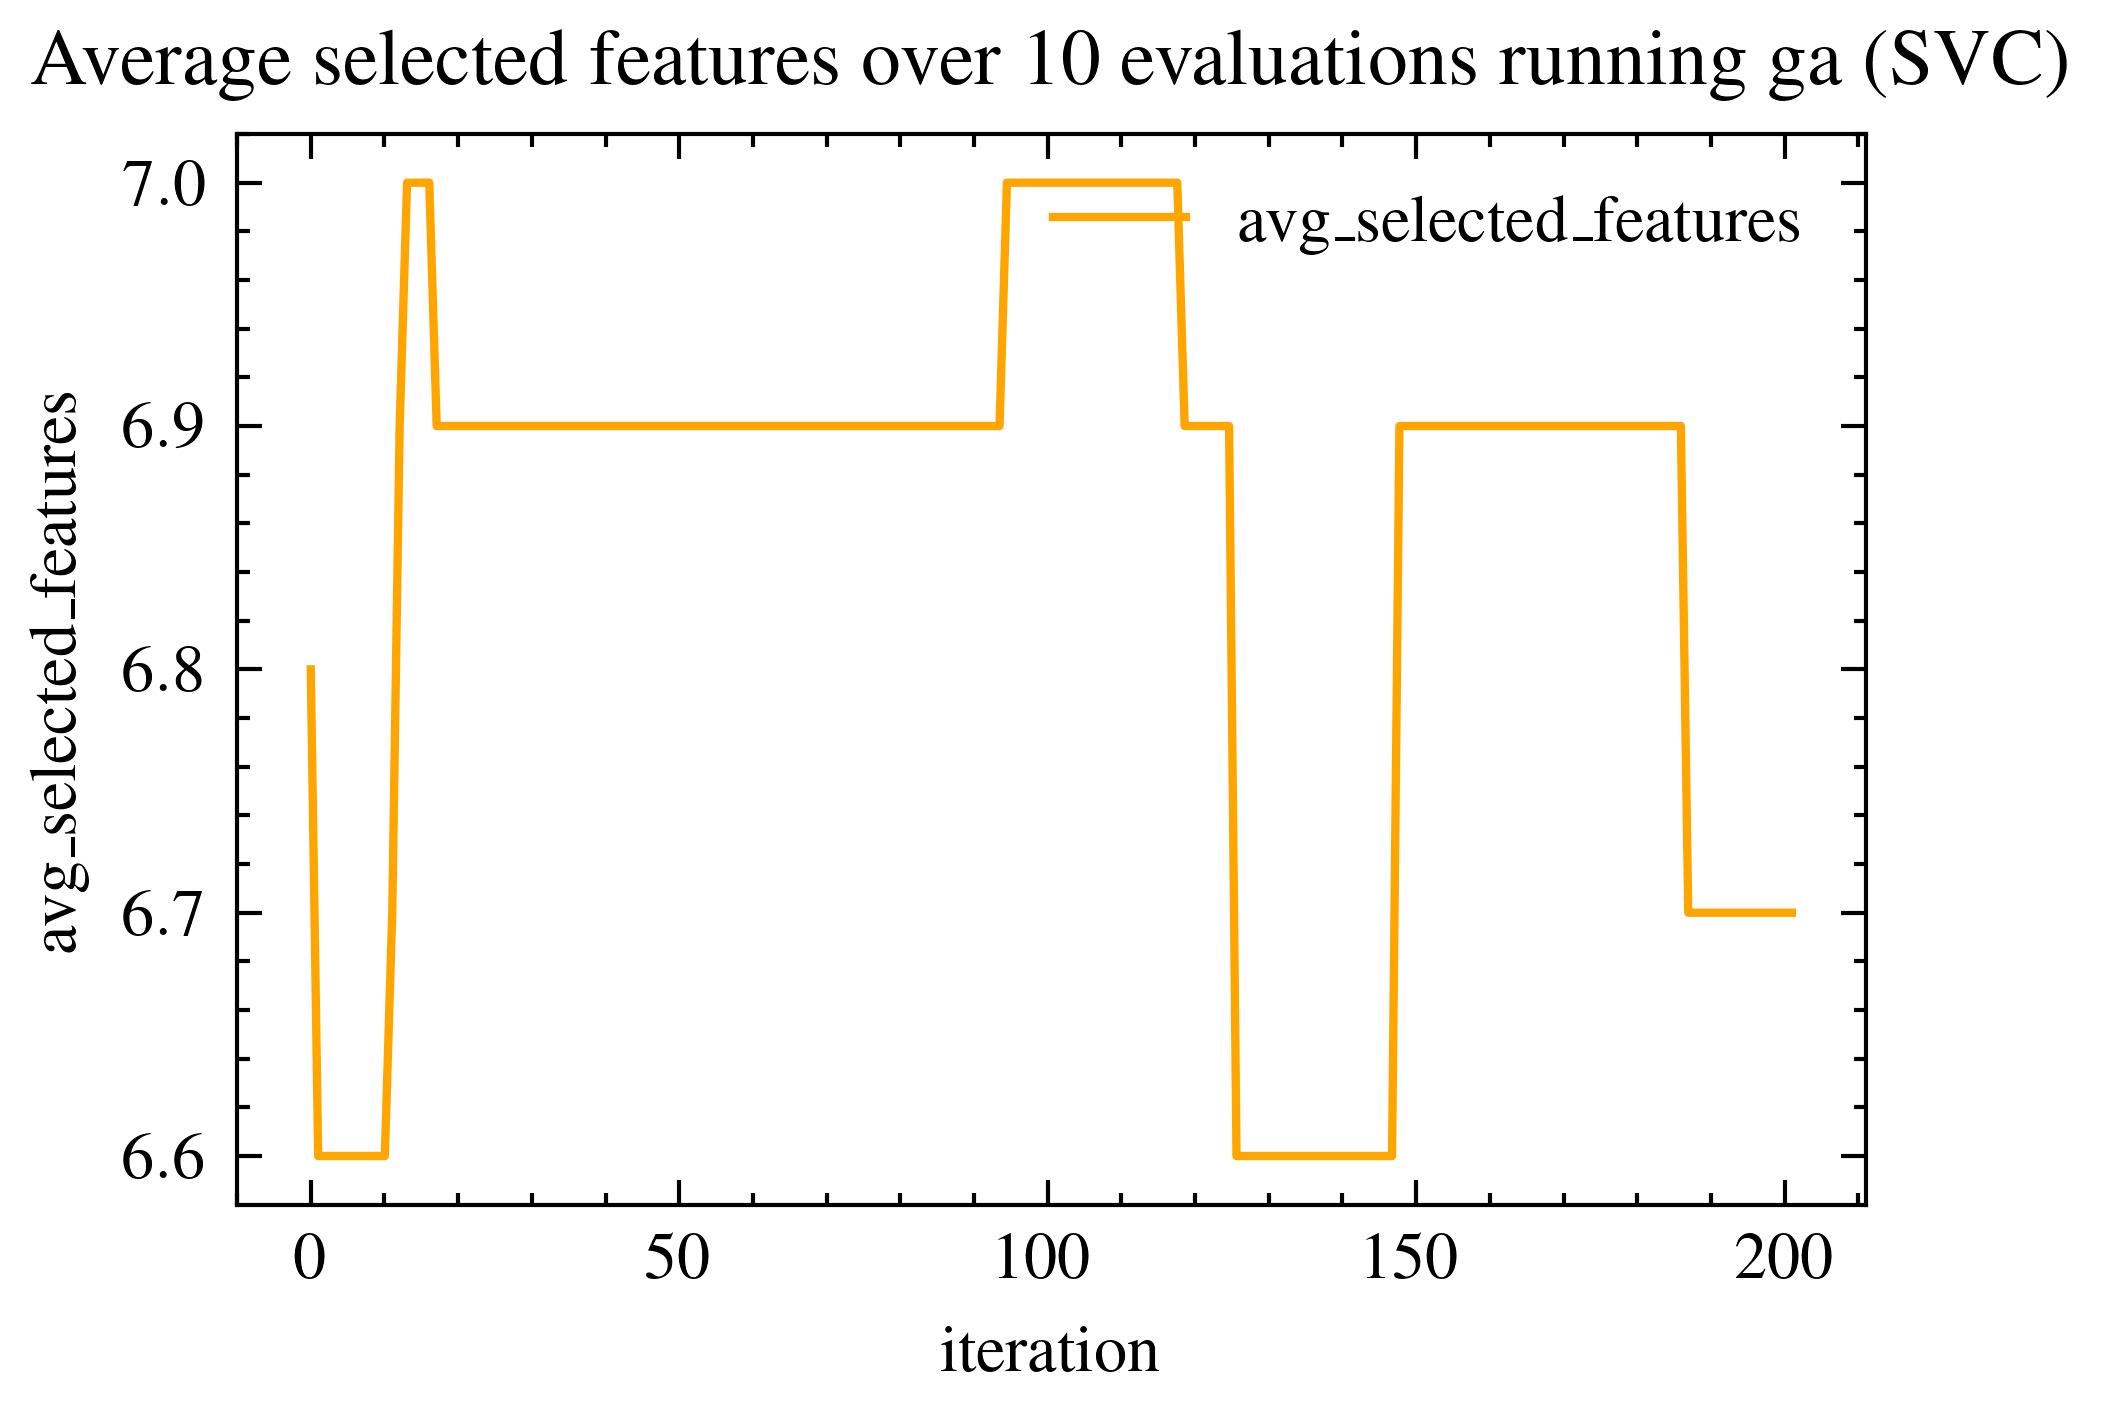 Average selected features over 10 evaluations running ga (SVC)
avg_selected_features
7.0
6.9
6.8
6.7
6.6
avg_selected_features
0 50 100 150 200
iteration